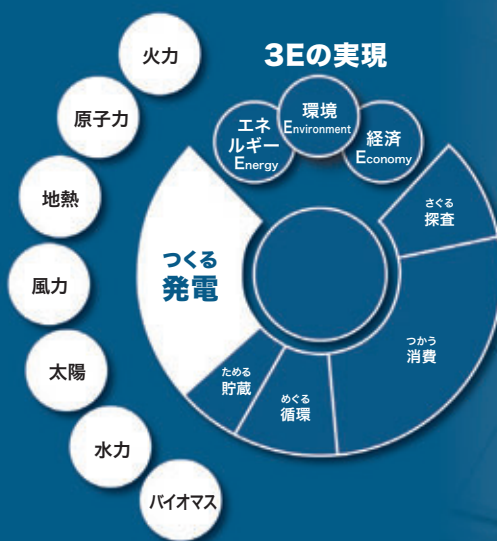 3Eの実現
火力
原子力
地熱
風力
太陽
水力
バイオマス
エネ
ルギー
Energy
環境
Environment
経済
Economy
つくる
発電
さぐる
探査
つかう
消費
ためる
貯蔵
めぐる
循環